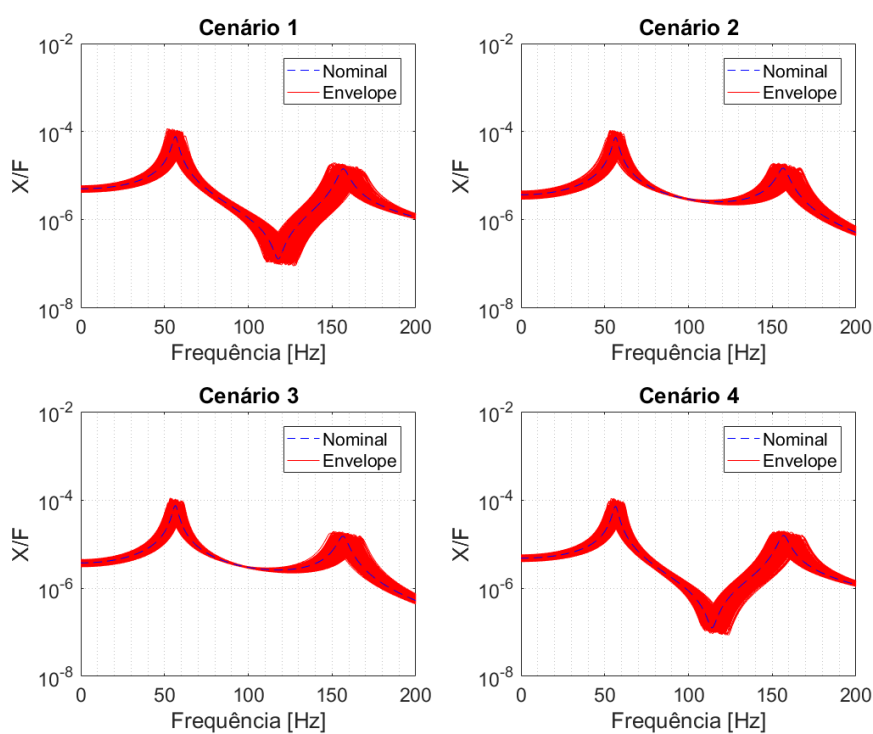 Cenário 1
10-2
10-4
10-6
10-8
X/F
Nominal
Envelope
0 50 100 150 200
Frequência [Hz]
Cenário 2
10-2
10-4
10-6
10-8
X/F
Nominal
Envelope
0 50 100 150 200
Frequência [Hz]
Cenário 3
10-2
10-4
10-6
10-8
X/F
Nominal
Envelope
0 50 100 150 200
Frequência [Hz]
Cenário 4
10-2
10-4
10-6
10-8
X/F
Nominal
Envelope
0 50 100 150 200
Frequência [Hz]